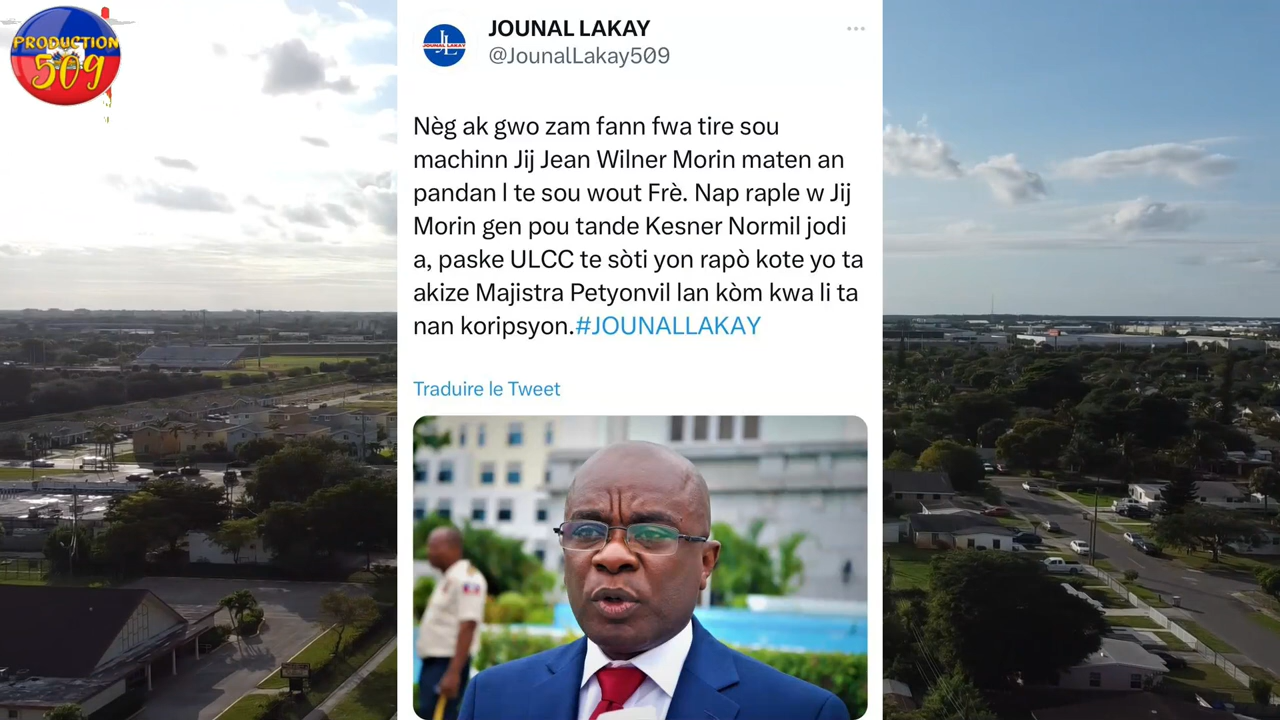 PRODUCTION
509
JOUNAL LAKAY
@JounalLakay509
JL
JOUNAL LAKAY
Nèg ak gwo zam fann fwa tire sou
machinn Jij Jean Wilner Morin maten an
pandan l te sou wout Frè. Nap raple w Jij
Morin gen pou tande Kesner Normil jodi
a, paske ULCC te sòti yon rapò kote yo ta
akize Majistra Petyonvil lan kòm kwa li ta
nan koripsyon.#JOUNALLAKAY
Traduire le Tweet